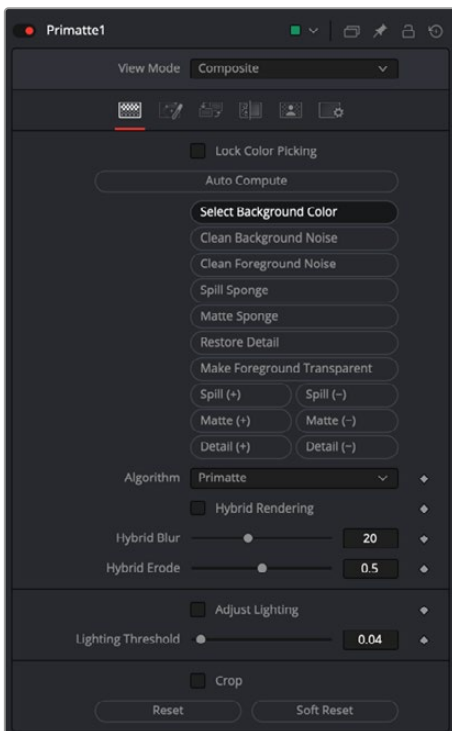 Primatte1
View Mode Composite
Lock Color Picking
Auto Compute
Select Background Color
Clean Background Noise
Clean Foreground Noise
Spill Sponge
Matte Sponge
Restore Detail
Make Foreground Transparent
Spill (+) Spill (−)
Matte (+) Matte (−)
Detail (+) Detail (−)
Algorithm Primatte
Hybrid Rendering
Hybrid Blur 20
Hybrid Erode 0.5
Adjust Lighting
Lighting Threshold 0.04
Crop
Reset Soft Reset